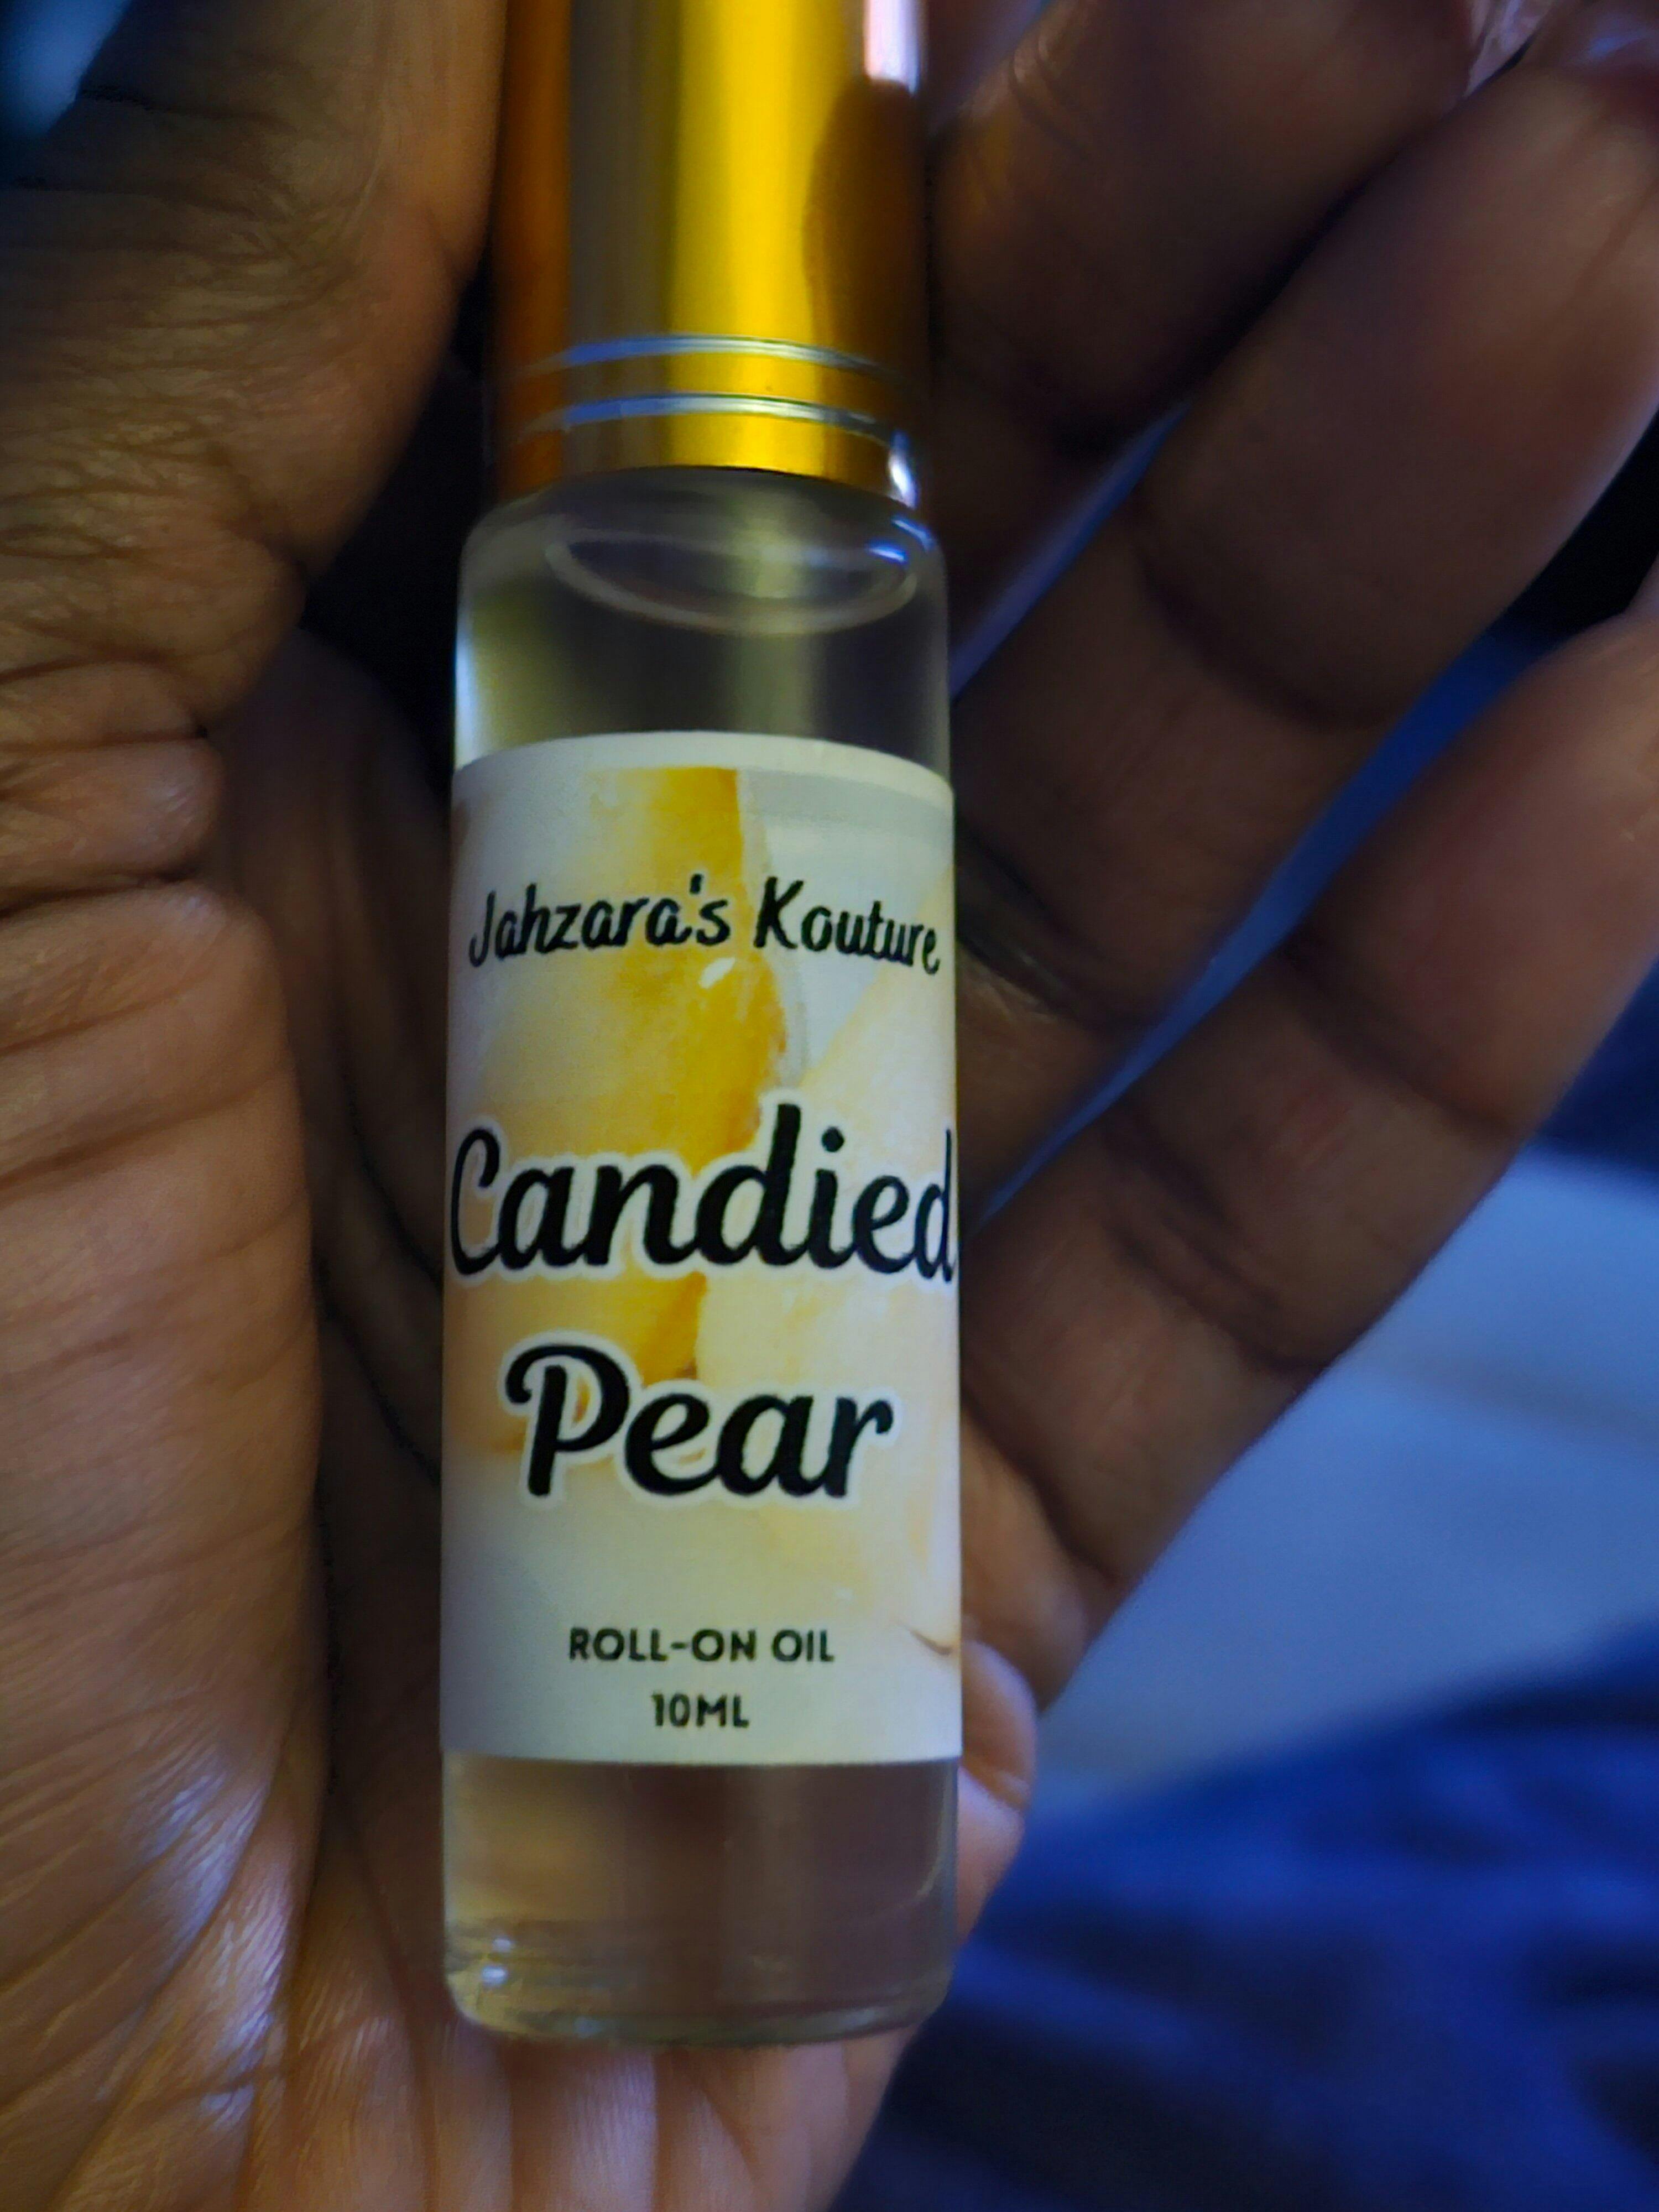 Jahzara's Kouture
Candied
Pear
ROLL-ON OIL
10ML